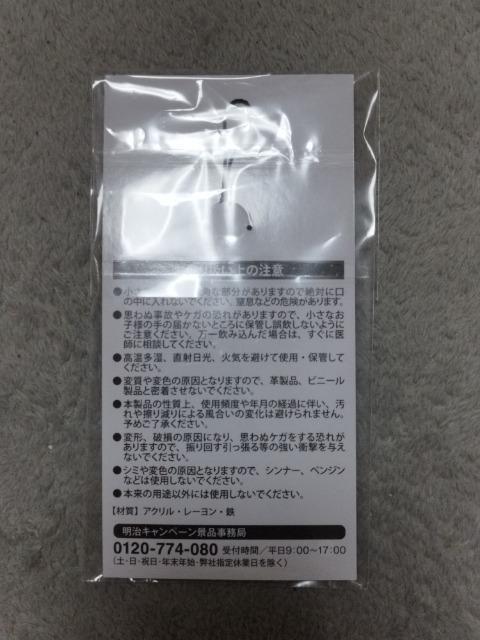 い上の注意
●小さ な部分がありますので絶対に口
の中に入れないでください。窒息などの危険があります。
●思わぬ事故やケガの恐れがありますので、小さなお
子様の手の届かないところに保管し誤飲しないように
ご注意ください。万一飲み込んだ場合は、すぐに医
師に相談してください。
●高温多湿、直射日光、火気を避けて使用・保管して
ください。
●変質や変色の原因となりますので、革製品、ビニール
製品と密着させないでください。
●本製品の性質上、使用頻度や年月の経過に伴い、汚
れや擦り減りによる風合いの変化は避けられません。
予めご了承ください。
●変形、破損の原因になり、思わぬケガをする恐れが
ありますので、振り回す引っ張る等の強い衝撃を与え
ないでください。
●シミや変色の原因となりますので、シンナー、ベンジン
などは使用しないでください。
●本来の用途以外には使用しないでください。
【材質】アクリル・レーヨン・鉄
明治キャンペーン景品事務局
0120-774-080 受付時間/平日9:00~17:00
(土・日・祝日・年末年始・弊社指定休業日を除く)